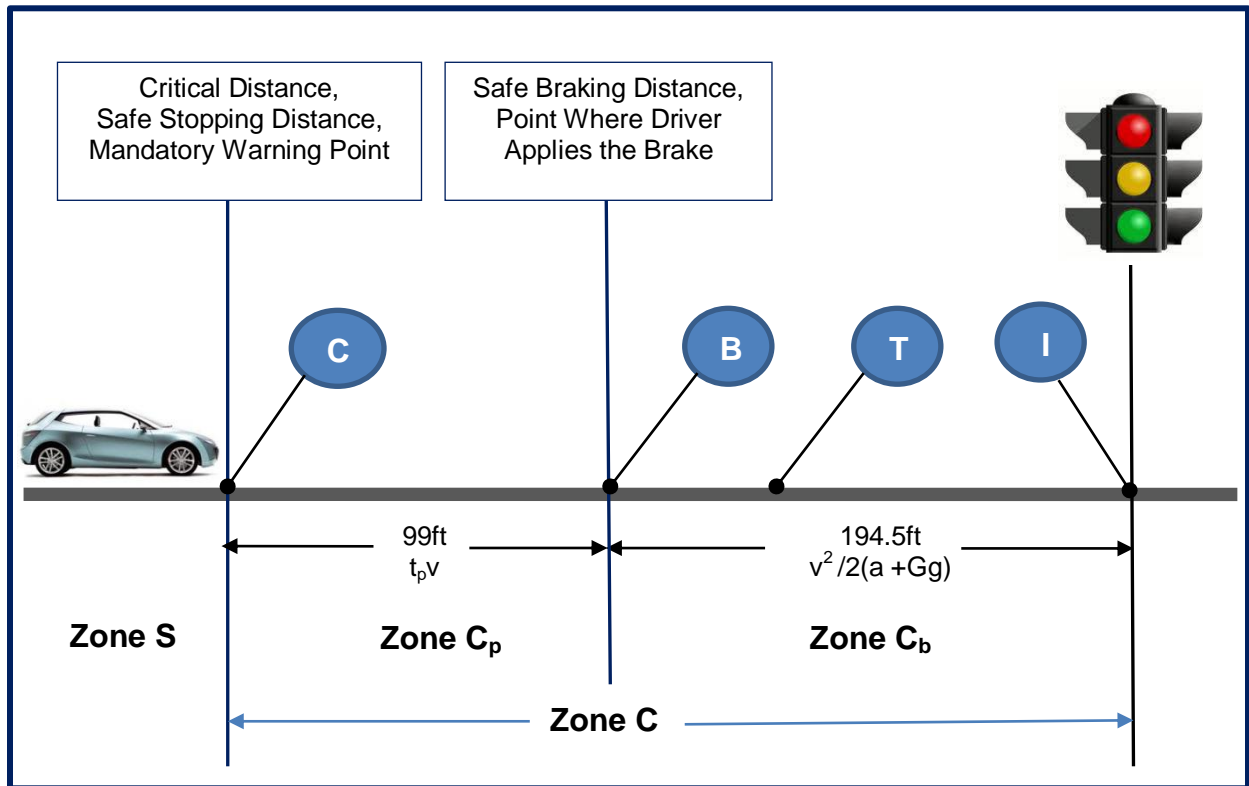 Critical Distance,
Safe Stopping Distance,
Mandatory Warning Point
Safe Braking Distance,
Point Where Driver
Applies the Brake
C
B
T
I
99ft
tₚv
194.5ft
v² /2(a +Gg)
Zone S
Zone Cₚ
Zone C_b
Zone C